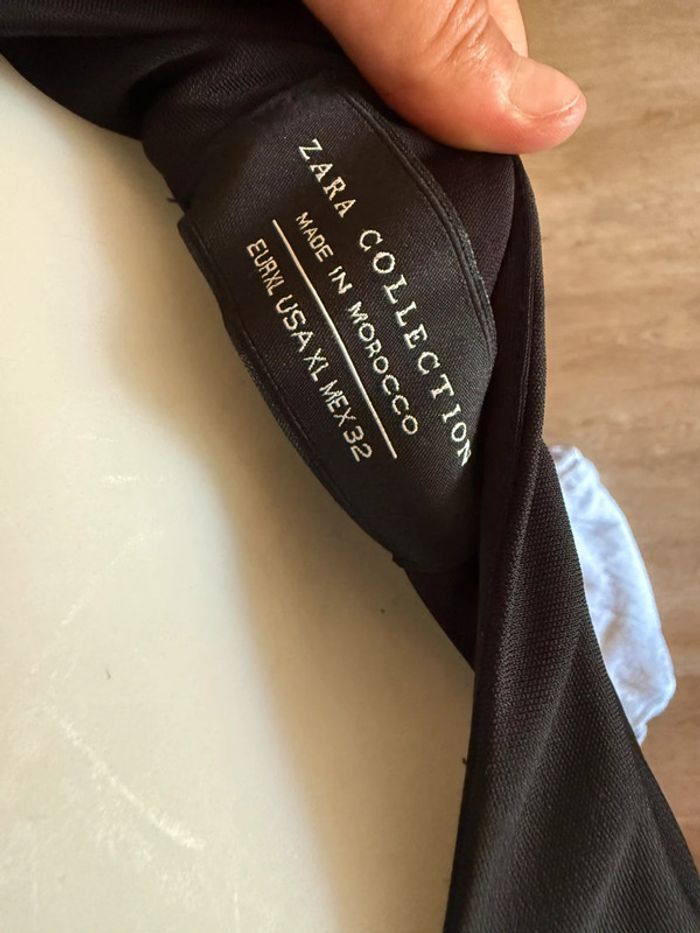 ZARA COLLECTION
MADE IN MOROCCO
EUR XL USA XL MEX 32